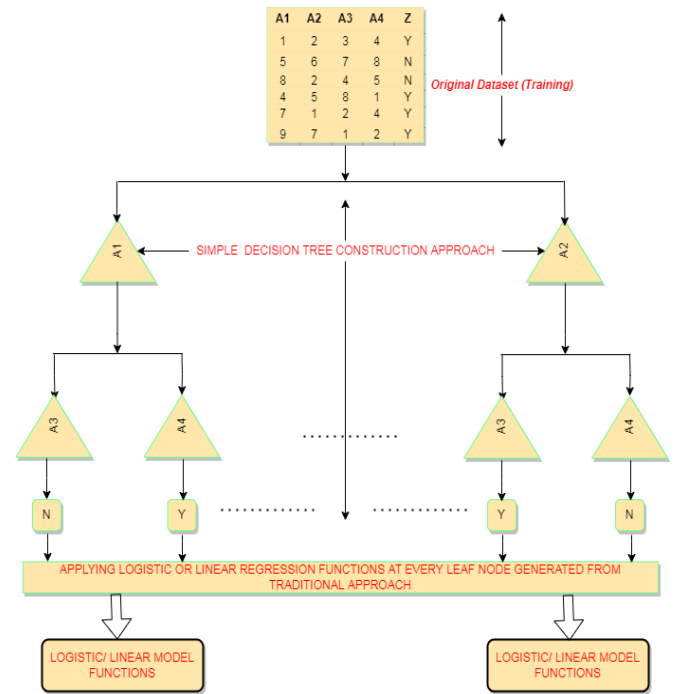 A1 A2 A3 A4 Z
1 2 3 4 Y
5 6 7 8 N
8 2 4 5 N
4 5 8 1 Y
7 1 2 4 Y
9 7 1 2 Y
Original Dataset (Training)
A1
SIMPLE DECISION TREE CONSTRUCTION APPROACH
A2
A3
A4
A3
A4
N
Y
Y
N
APPLYING LOGISTIC OR LINEAR REGRESSION FUNCTIONS AT EVERY LEAF NODE GENERATED FROM
TRADITIONAL APPROACH
LOGISTIC/ LINEAR MODEL
FUNCTIONS
LOGISTIC/ LINEAR MODEL
FUNCTIONS